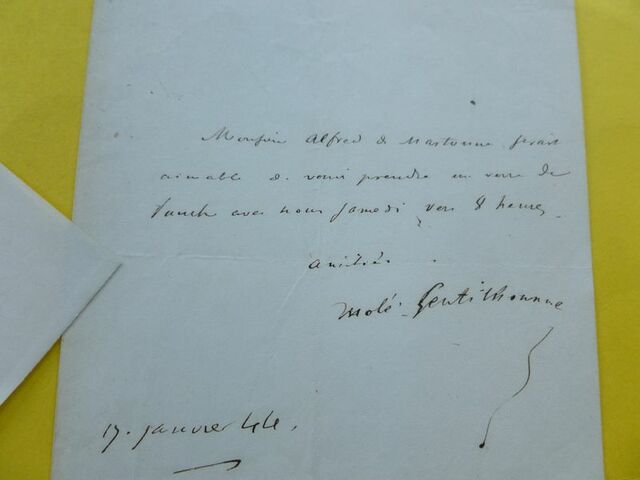 Monsieur Alfred de Martonne serait
aimable de venir prendre un verre de
Punch avec nous samedi vers 8 heures.
amitiés.
Molé-Gentilhomme
17. janvier 44.